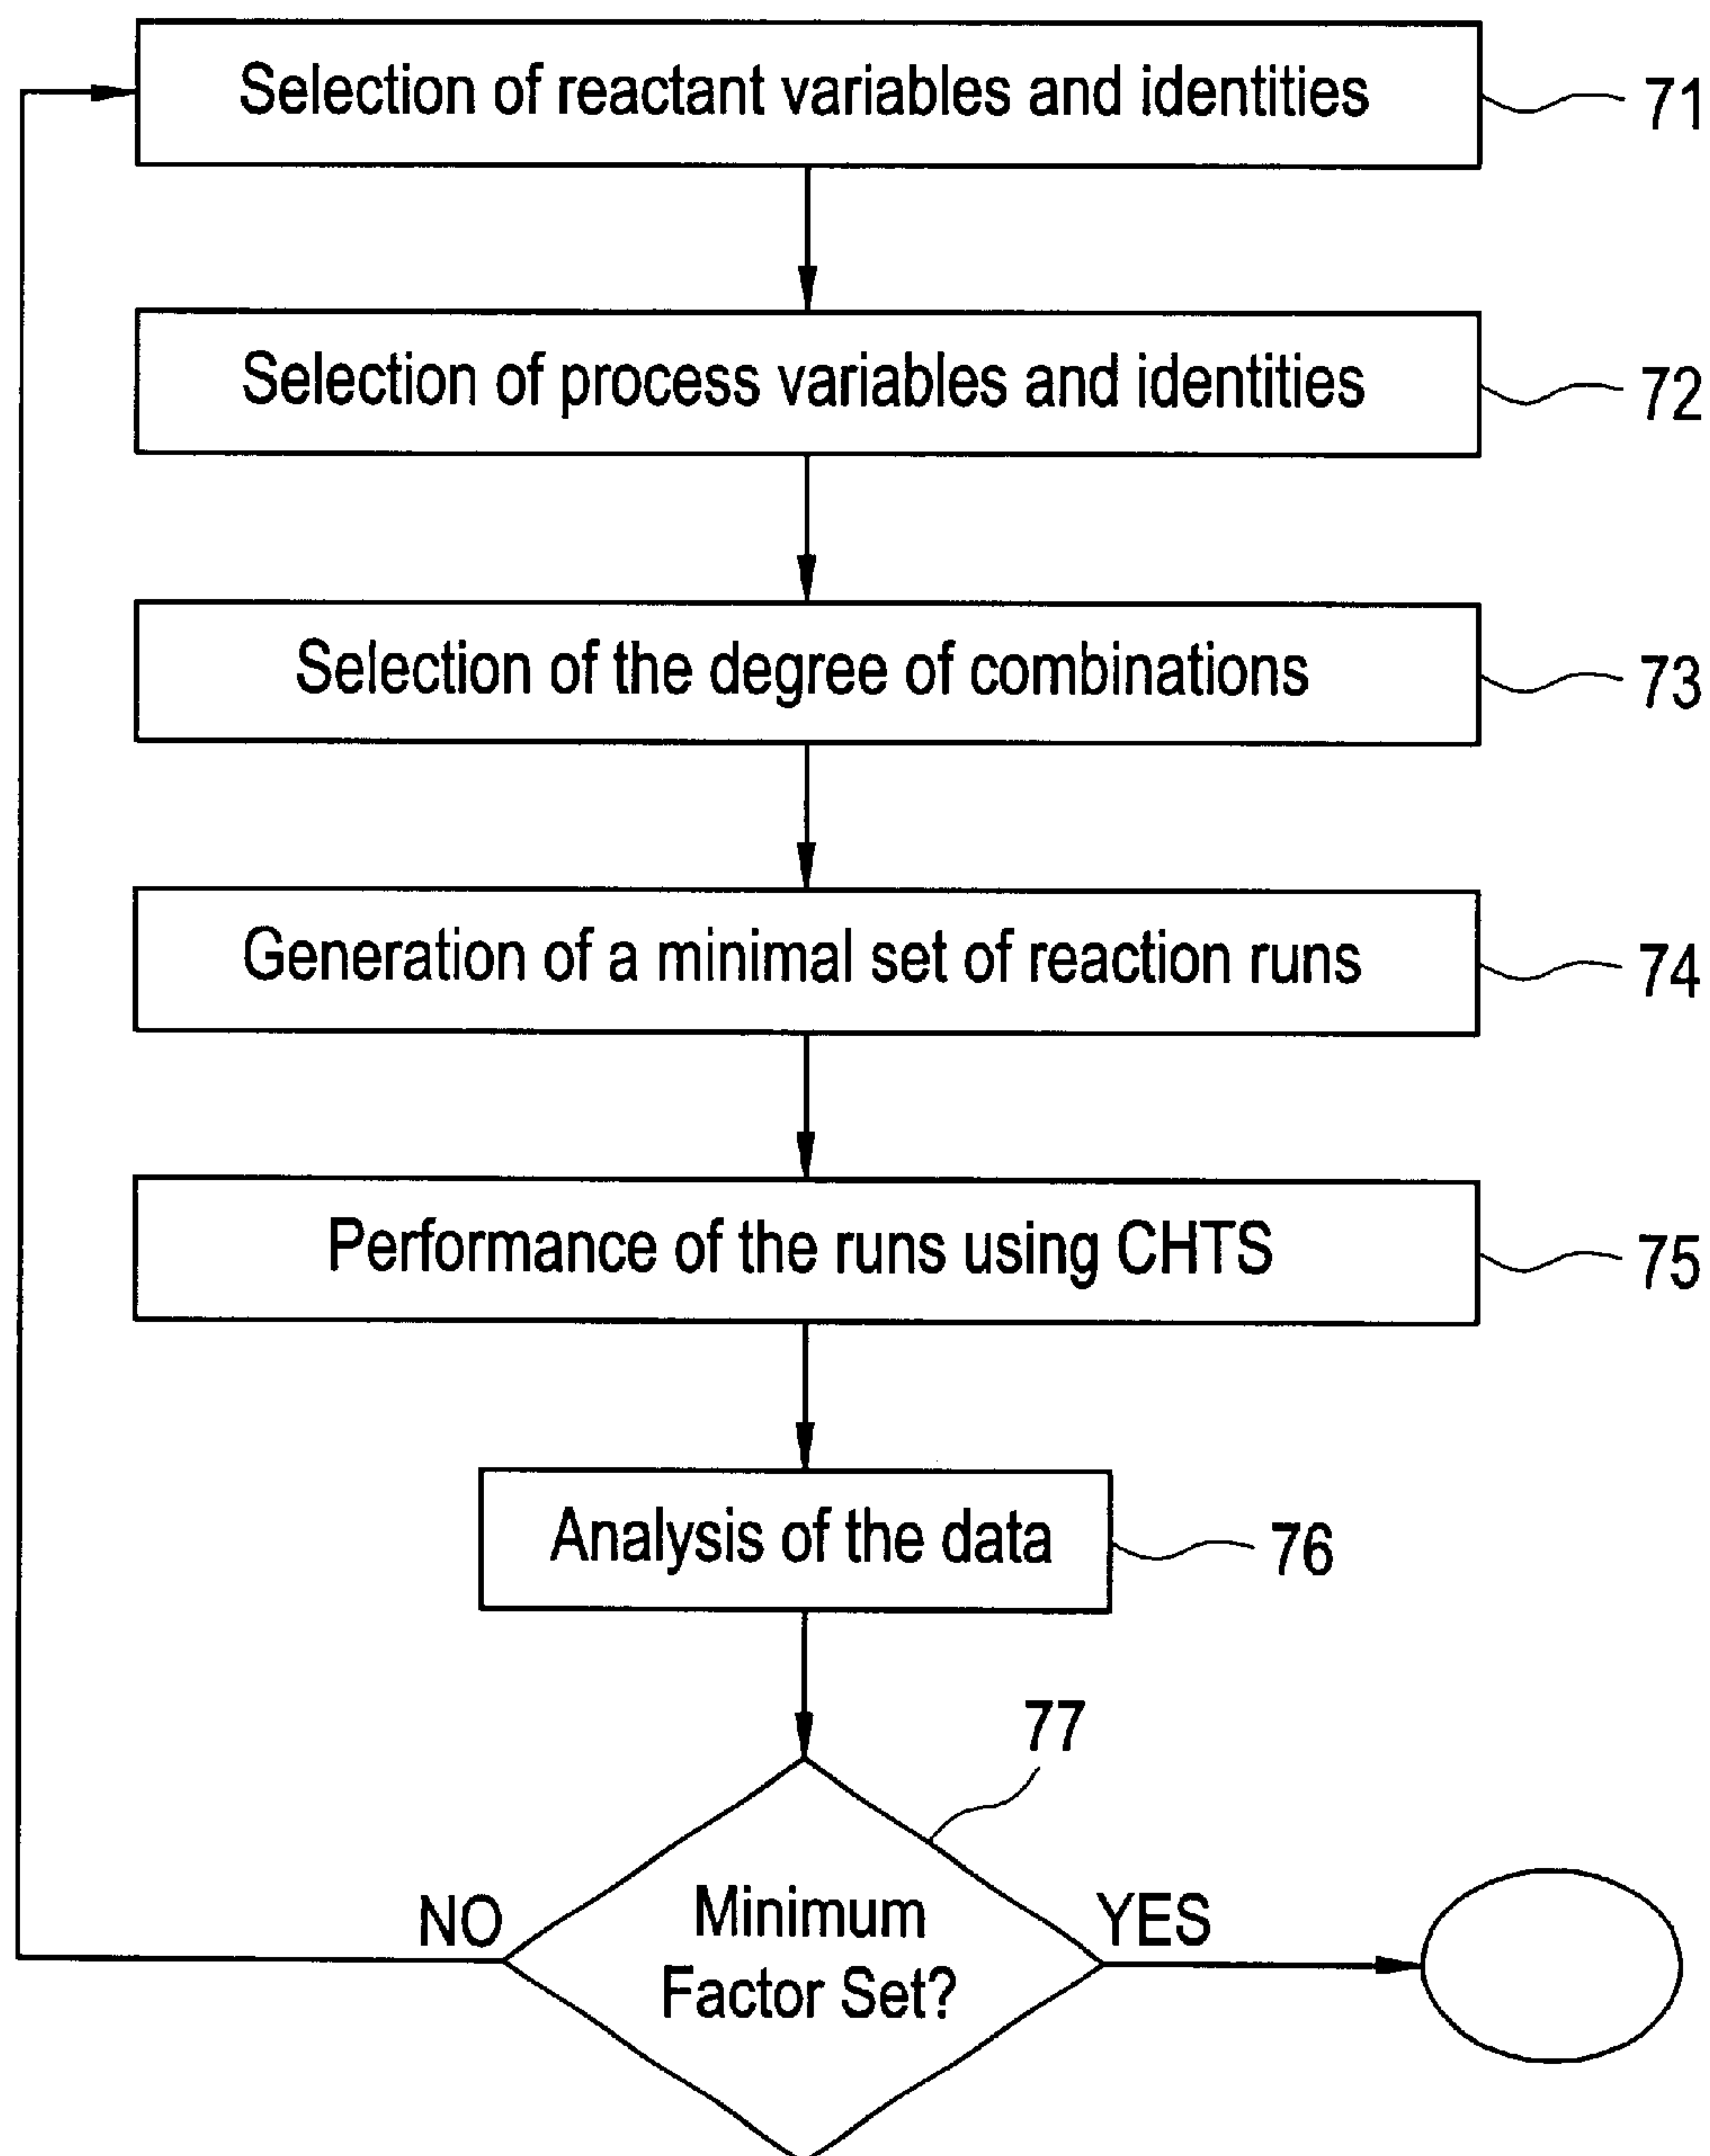 Selection of reactant variables and identities
71
Selection of process variables and identities
72
Selection of the degree of combinations
73
Generation of a minimal set of reaction runs
74
Performance of the runs using CHTS
75
Analysis of the data
76
77
NO
Minimum
Factor Set?
YES